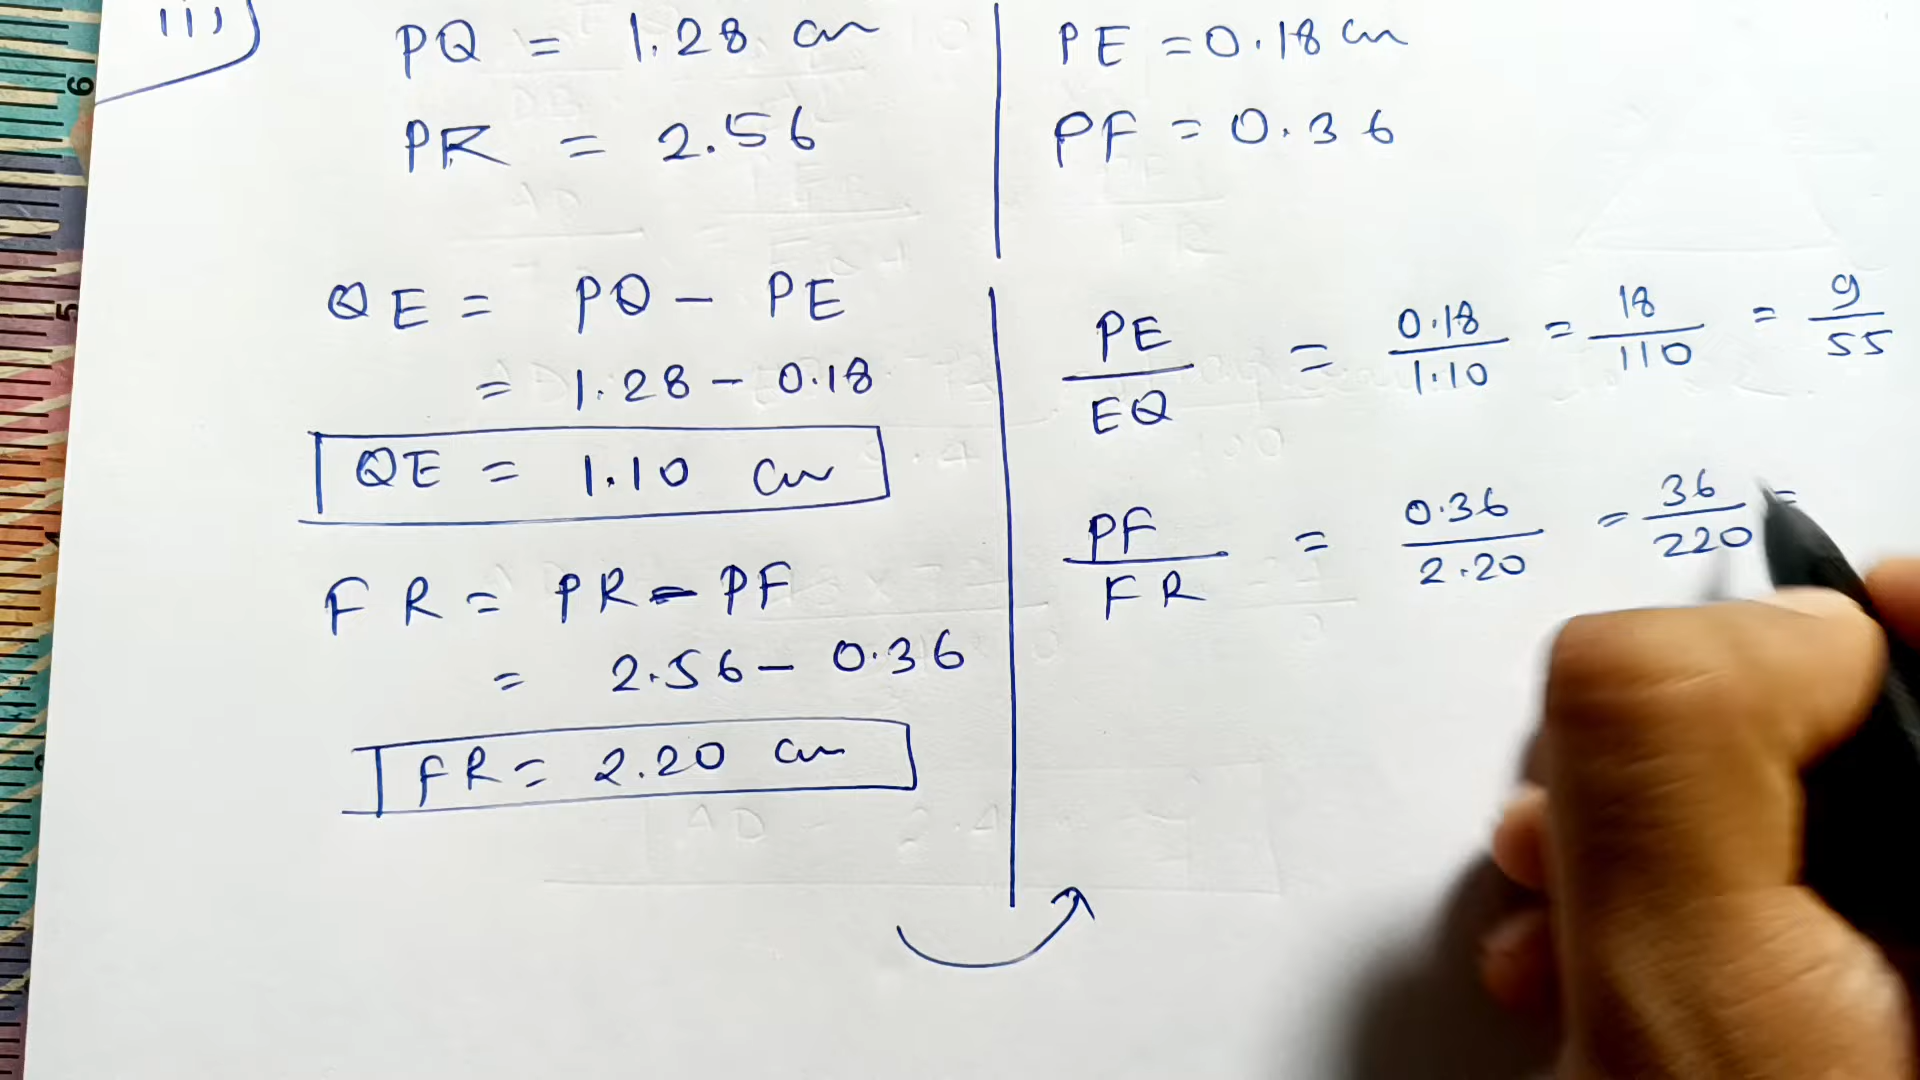 iii)
PQ = 1.28 cm
PR = 2.56
QE = PQ - PE
= 1.28 - 0.18
QE = 1.10 cm
FR = PR - PF
= 2.56 - 0.36
FR = 2.20 cm
PE = 0.18 cm
PF = 0.36
PE/EQ = 0.18/1.10 = 18/110 = 9/55
PF/FR = 0.36/2.20 = 36/220 =
6
5